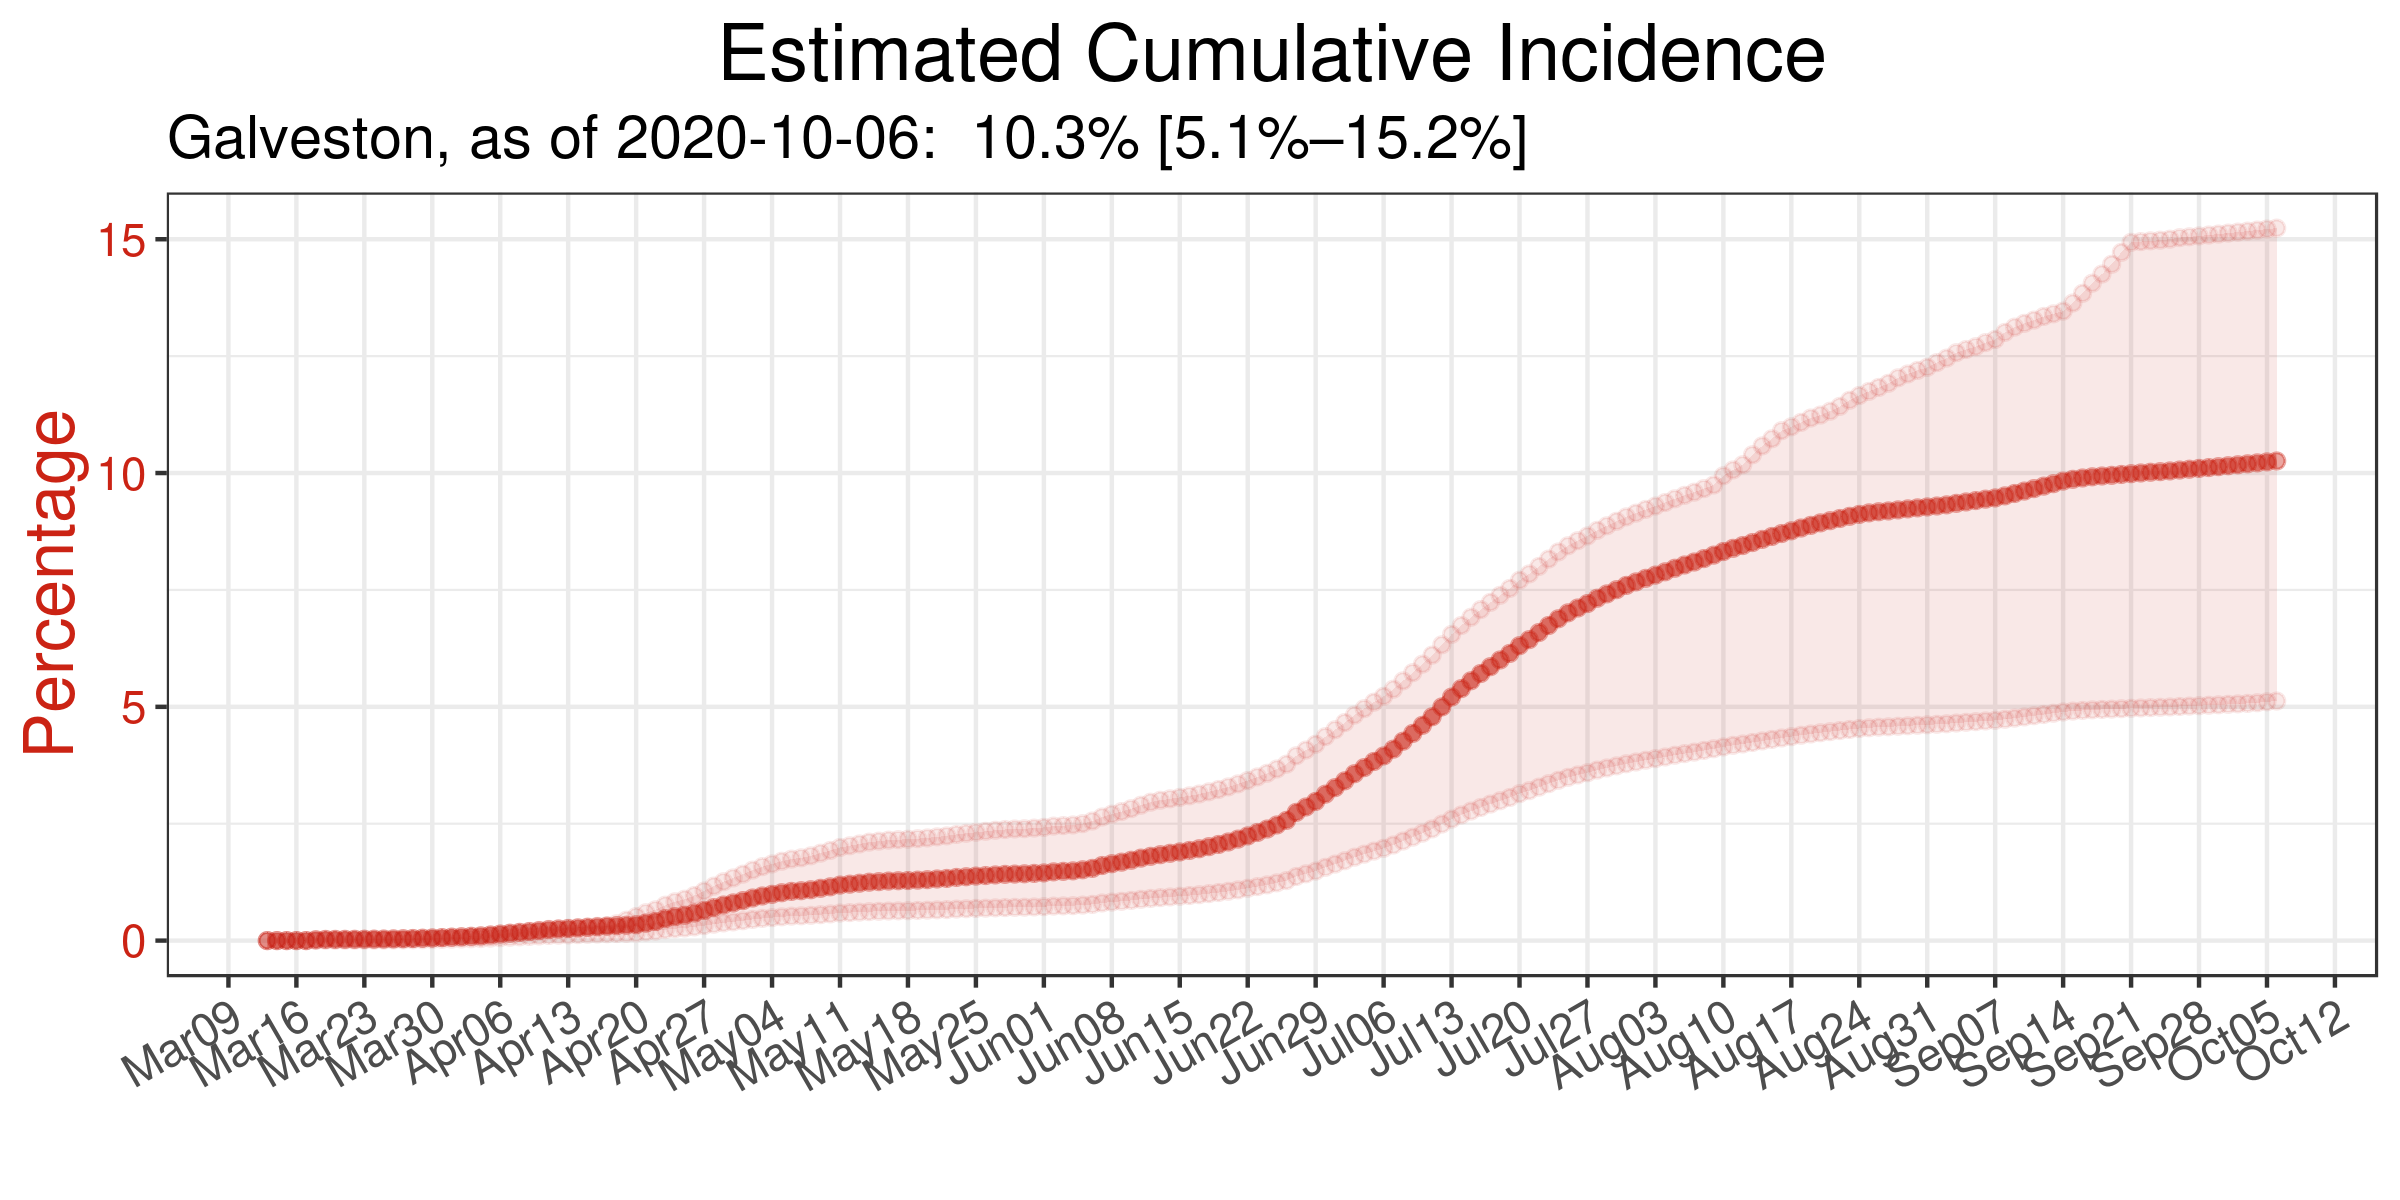 Estimated Cumulative Incidence
Galveston, as of 2020-10-06: 10.3% [5.1%–15.2%]
Percentage
15
10
5
0
Mar09
Mar16
Mar23
Mar30
Apr06
Apr13
Apr20
Apr27
May04
May11
May18
May25
Jun01
Jun08
Jun15
Jun22
Jun29
Jul06
Jul13
Jul20
Jul27
Aug03
Aug10
Aug17
Aug24
Aug31
Sep07
Sep14
Sep21
Sep28
Oct05
Oct12